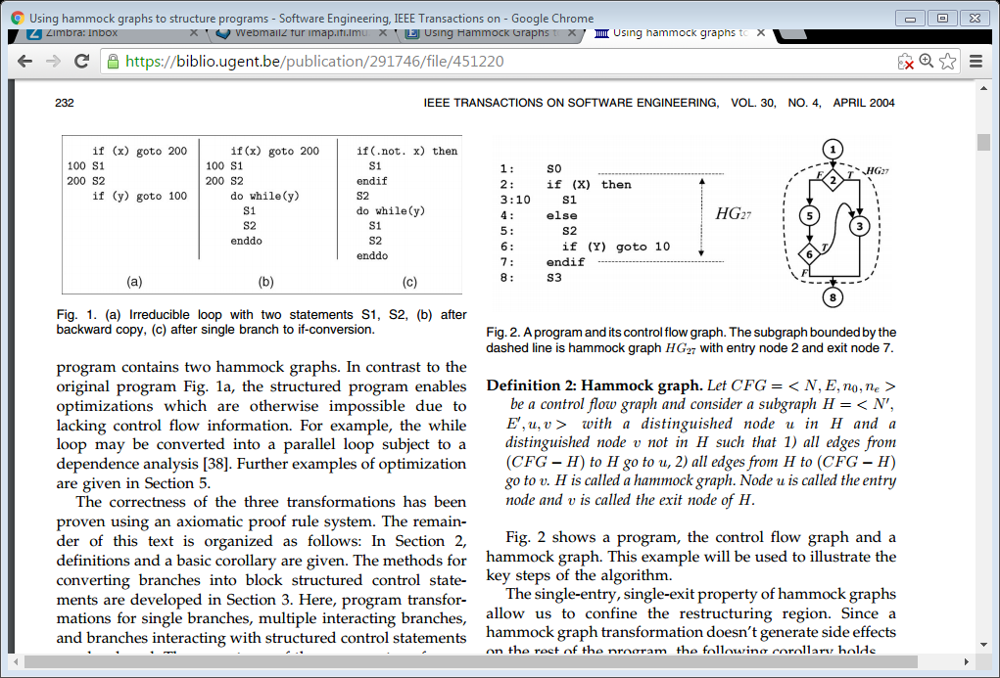 Using hammock graphs to structure programs - Software Engineering, IEEE Transactions on - Google Chrome
Zimbra: Inbox
Webmail2 für imap.ifi.lmu.
Using Hammock Graphs t
Using hammock graphs to
https://biblio.ugent.be/publication/291746/file/451220
232
IEEE TRANSACTIONS ON SOFTWARE ENGINEERING, VOL. 30, NO. 4, APRIL 2004
if (x) goto 200
100 S1
200 S2
if (y) goto 100
(a)
if(x) goto 200
100 S1
200 S2
do while(y)
S1
S2
enddo
(b)
if(.not. x) then
S1
endif
S2
do while(y)
S1
S2
enddo
(c)
Fig. 1. (a) Irreducible loop with two statements S1, S2, (b) after
backward copy, (c) after single branch to if-conversion.
program contains two hammock graphs. In contrast to the
original program Fig. 1a, the structured program enables
optimizations which are otherwise impossible due to
lacking control flow information. For example, the while
loop may be converted into a parallel loop subject to a
dependence analysis [38]. Further examples of optimization
are given in Section 5.
The correctness of the three transformations has been
proven using an axiomatic proof rule system. The remain-
der of this text is organized as follows: In Section 2,
definitions and a basic corollary are given. The methods for
converting branches into block structured control state-
ments are developed in Section 3. Here, program transfor-
mations for single branches, multiple interacting branches,
and branches interacting with structured control statements
1: S0
2: if (X) then
3:10 S1
4: else
5: S2
6: if (Y) goto 10
7: endif
8: S3
HG27
1
HG27
F 2 T
5
3
6 T
F
8
Fig. 2. A program and its control flow graph. The subgraph bounded by the
dashed line is hammock graph HG27 with entry node 2 and exit node 7.
Definition 2: Hammock graph. Let CFG = < N, E, n0, ne >
be a control flow graph and consider a subgraph H = < N′,
E′, u, v > with a distinguished node u in H and a
distinguished node v not in H such that 1) all edges from
(CFG − H) to H go to u, 2) all edges from H to (CFG − H)
go to v. H is called a hammock graph. Node u is called the entry
node and v is called the exit node of H.
Fig. 2 shows a program, the control flow graph and a
hammock graph. This example will be used to illustrate the
key steps of the algorithm.
The single-entry, single-exit property of hammock graphs
allow us to confine the restructuring region. Since a
hammock graph transformation doesn't generate side effects
on the rest of the program, the following corollary holds